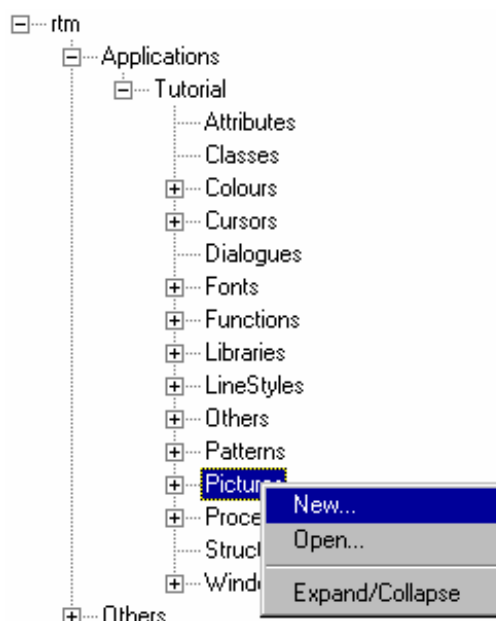 rtm
Applications
Tutorial
Attributes
Classes
Colours
Cursors
Dialogues
Fonts
Functions
Libraries
LineStyles
Others
Patterns
New...
Open...
Expand/Collapse
Others